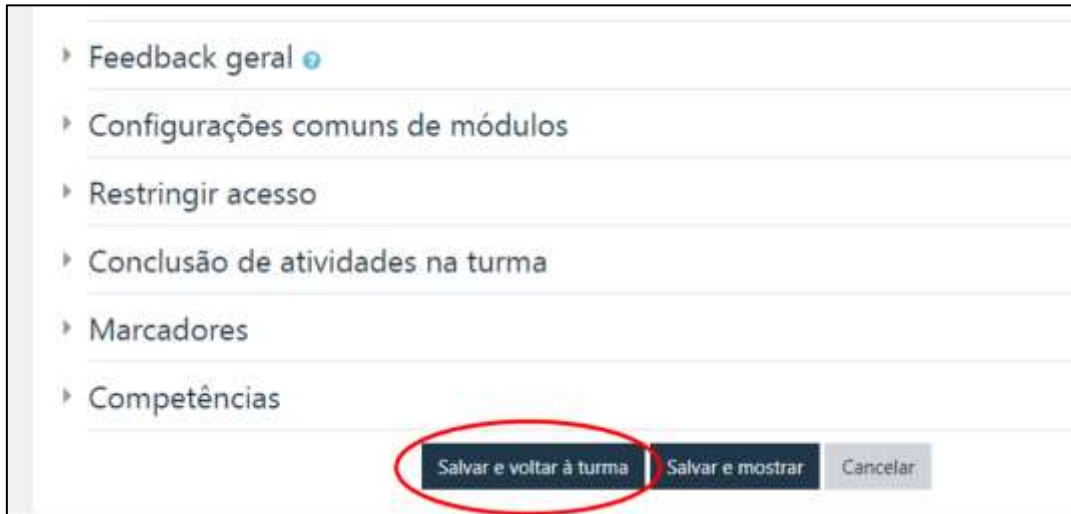 Feedback geral
Configurações comuns de módulos
Restringir acesso
Conclusão de atividades na turma
Marcadores
Competências
Salvar e voltar à turma Salvar e mostrar Cancelar